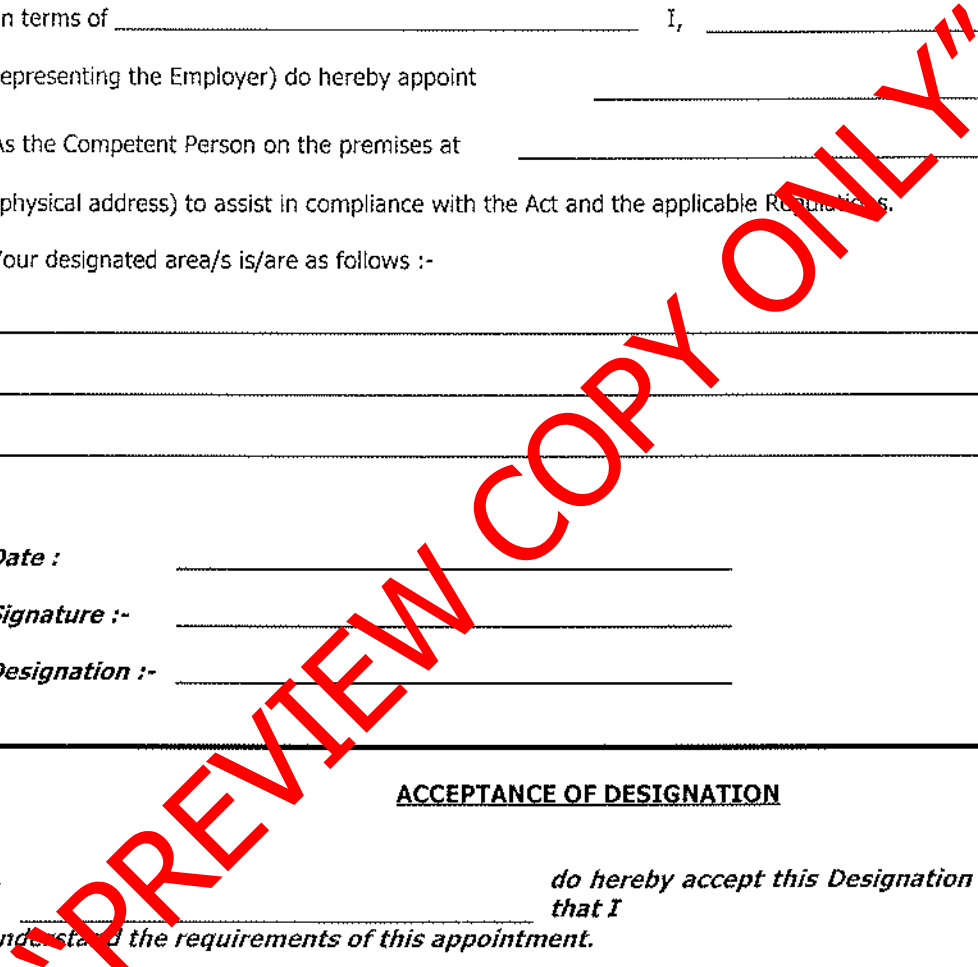 n terms of I,
epresenting the Employer) do hereby appoint
As the Competent Person on the premises at
physical address) to assist in compliance with the Act and the applicable Regulations.
Your designated area/s is/are as follows :-
Date :
Signature :-
Designation :-
ACCEPTANCE OF DESIGNATION
do hereby accept this Designation
that I
understand the requirements of this appointment.
"PREVIEW COPY ONLY"